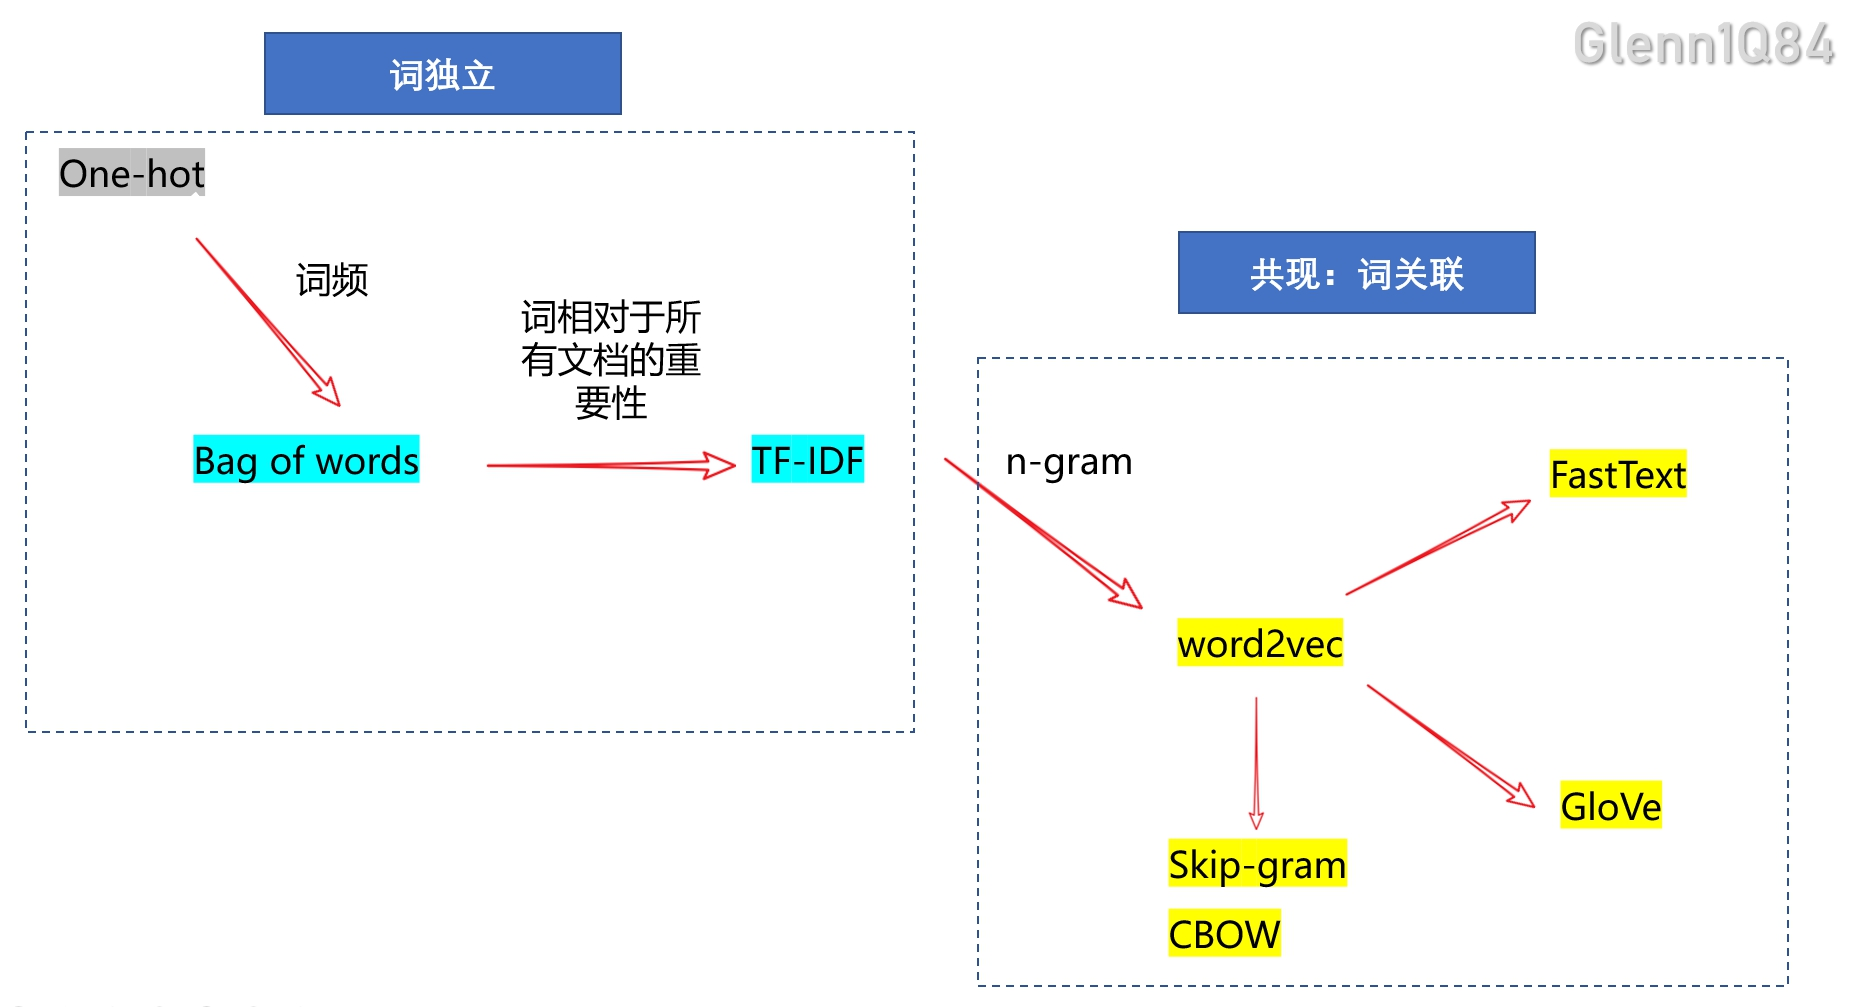 Glenn1Q84
词独立
One-hot
词频
词相对于所
有文档的重
要性
Bag of words
TF-IDF
共现：词关联
n-gram
FastText
word2vec
GloVe
Skip-gram
CBOW